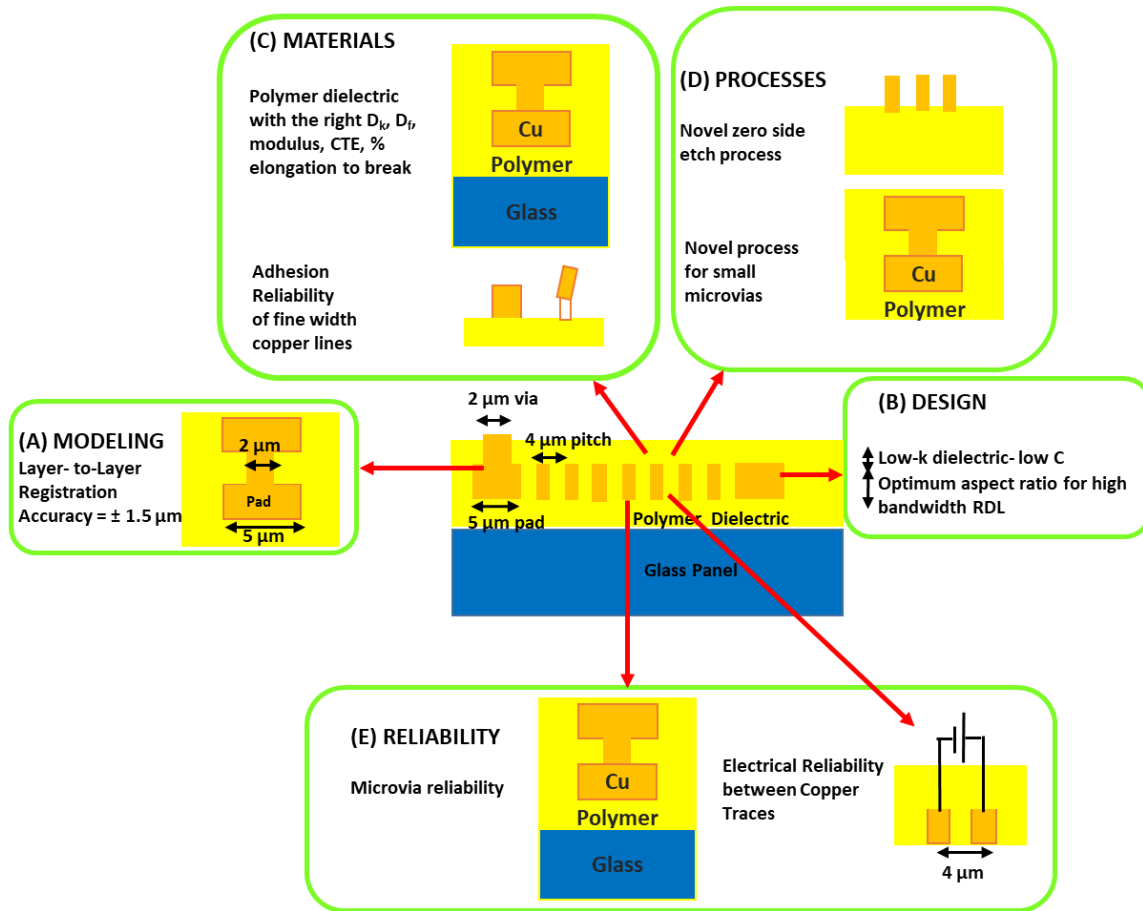 (C) MATERIALS
Polymer dielectric
with the right Dk, Df,
modulus, CTE, %
elongation to break
Cu
Polymer
Glass
Adhesion
Reliability
of fine width
copper lines
(D) PROCESSES
Novel zero side
etch process
Novel process
for small
microvias
Cu
Polymer
(A) MODELING
Layer- to-Layer
Registration
Accuracy = ± 1.5 µm
2 µm
Pad
5 µm
2 µm via
4 µm pitch
5 µm pad
Polymer Dielectric
Glass Panel
(B) DESIGN
Low-k dielectric- low C
Optimum aspect ratio for high
bandwidth RDL
(E) RELIABILITY
Microvia reliability
Cu
Polymer
Glass
Electrical Reliability
between Copper
Traces
4 µm